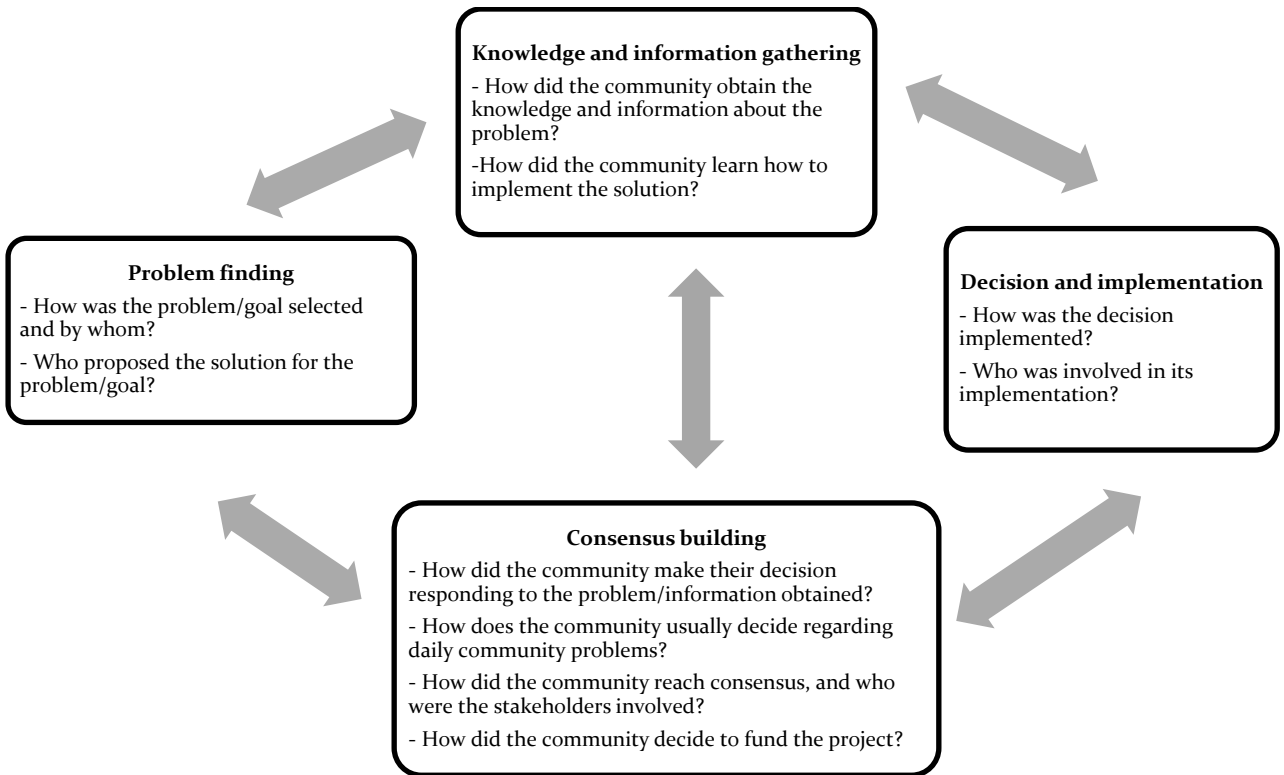 Knowledge and information gathering
- How did the community obtain the
knowledge and information about the
problem?
-How did the community learn how to
implement the solution?
Problem finding
- How was the problem/goal selected
and by whom?
- Who proposed the solution for the
problem/goal?
Decision and implementation
- How was the decision
implemented?
- Who was involved in its
implementation?
Consensus building
- How did the community make their decision
responding to the problem/information obtained?
- How does the community usually decide regarding
daily community problems?
- How did the community reach consensus, and who
were the stakeholders involved?
- How did the community decide to fund the project?